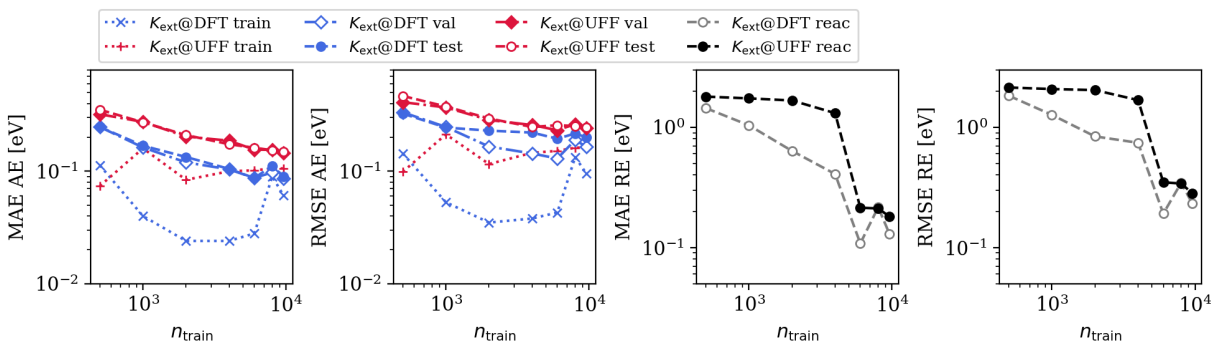 K_ext@DFT train K_ext@DFT val K_ext@UFF val K_ext@DFT reac
K_ext@UFF train K_ext@DFT test K_ext@UFF test K_ext@UFF reac
MAE AE [eV]
10^-1
10^-2
10^3
10^4
n_train
RMSE AE [eV]
10^-1
10^-2
10^3
10^4
n_train
MAE RE [eV]
10^0
10^-1
10^3
10^4
n_train
RMSE RE [eV]
10^0
10^-1
10^3
10^4
n_train